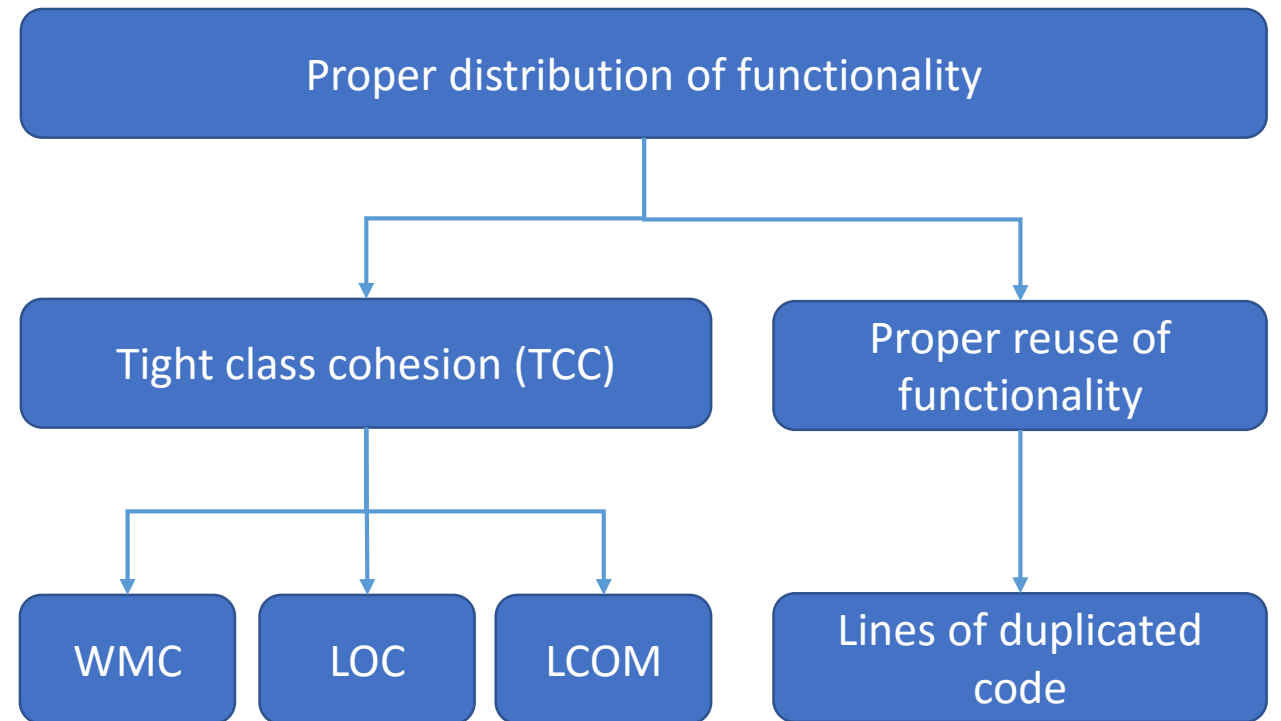 Proper distribution of functionality
Tight class cohesion (TCC)
Proper reuse of
functionality
WMC
LOC
LCOM
Lines of duplicated
code